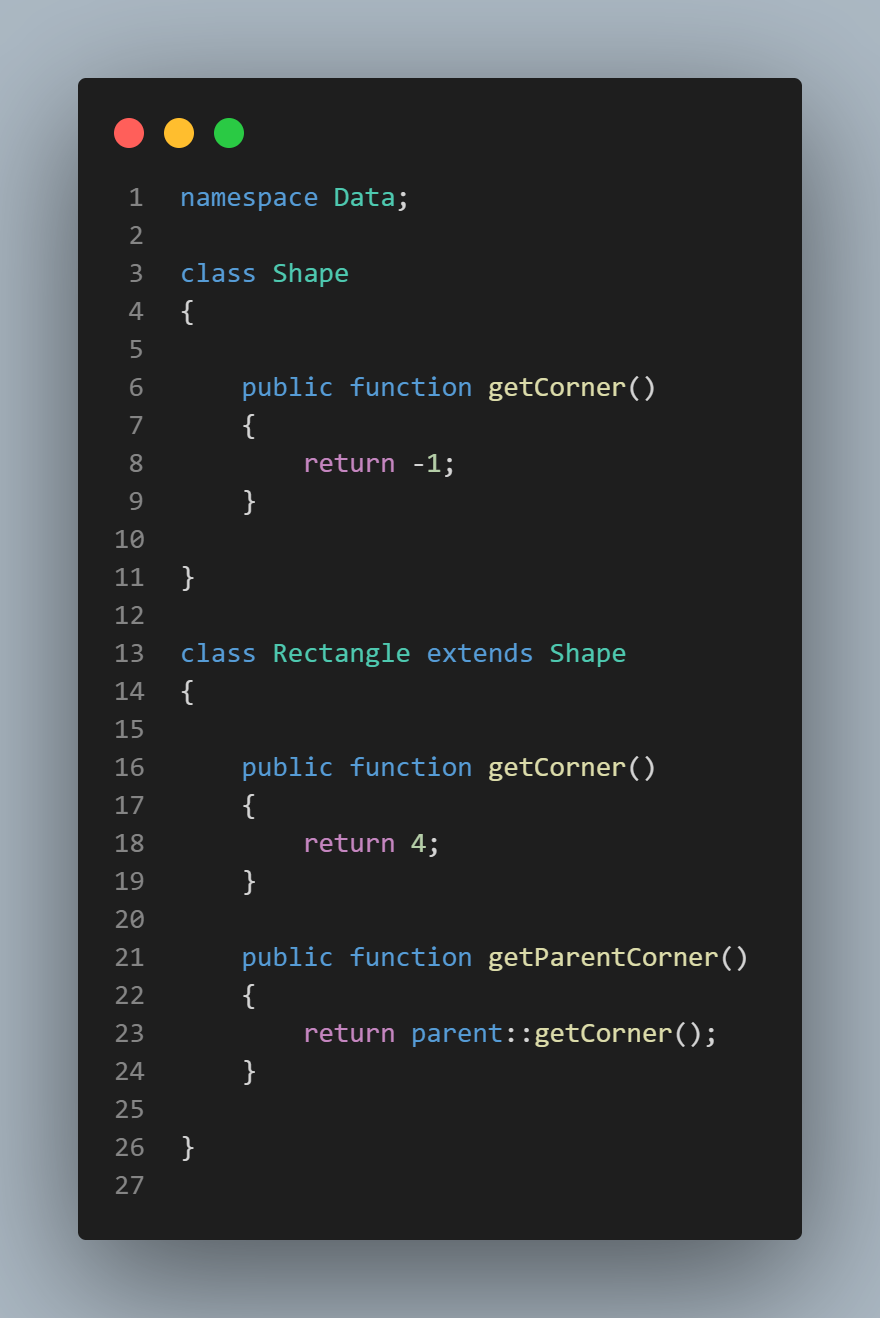 1 namespace Data;
2
3 class Shape
4 {
5
6     public function getCorner()
7     {
8         return -1;
9     }
10
11 }
12
13 class Rectangle extends Shape
14 {
15
16     public function getCorner()
17     {
18         return 4;
19     }
20
21     public function getParentCorner()
22     {
23         return parent::getCorner();
24     }
25
26 }
27